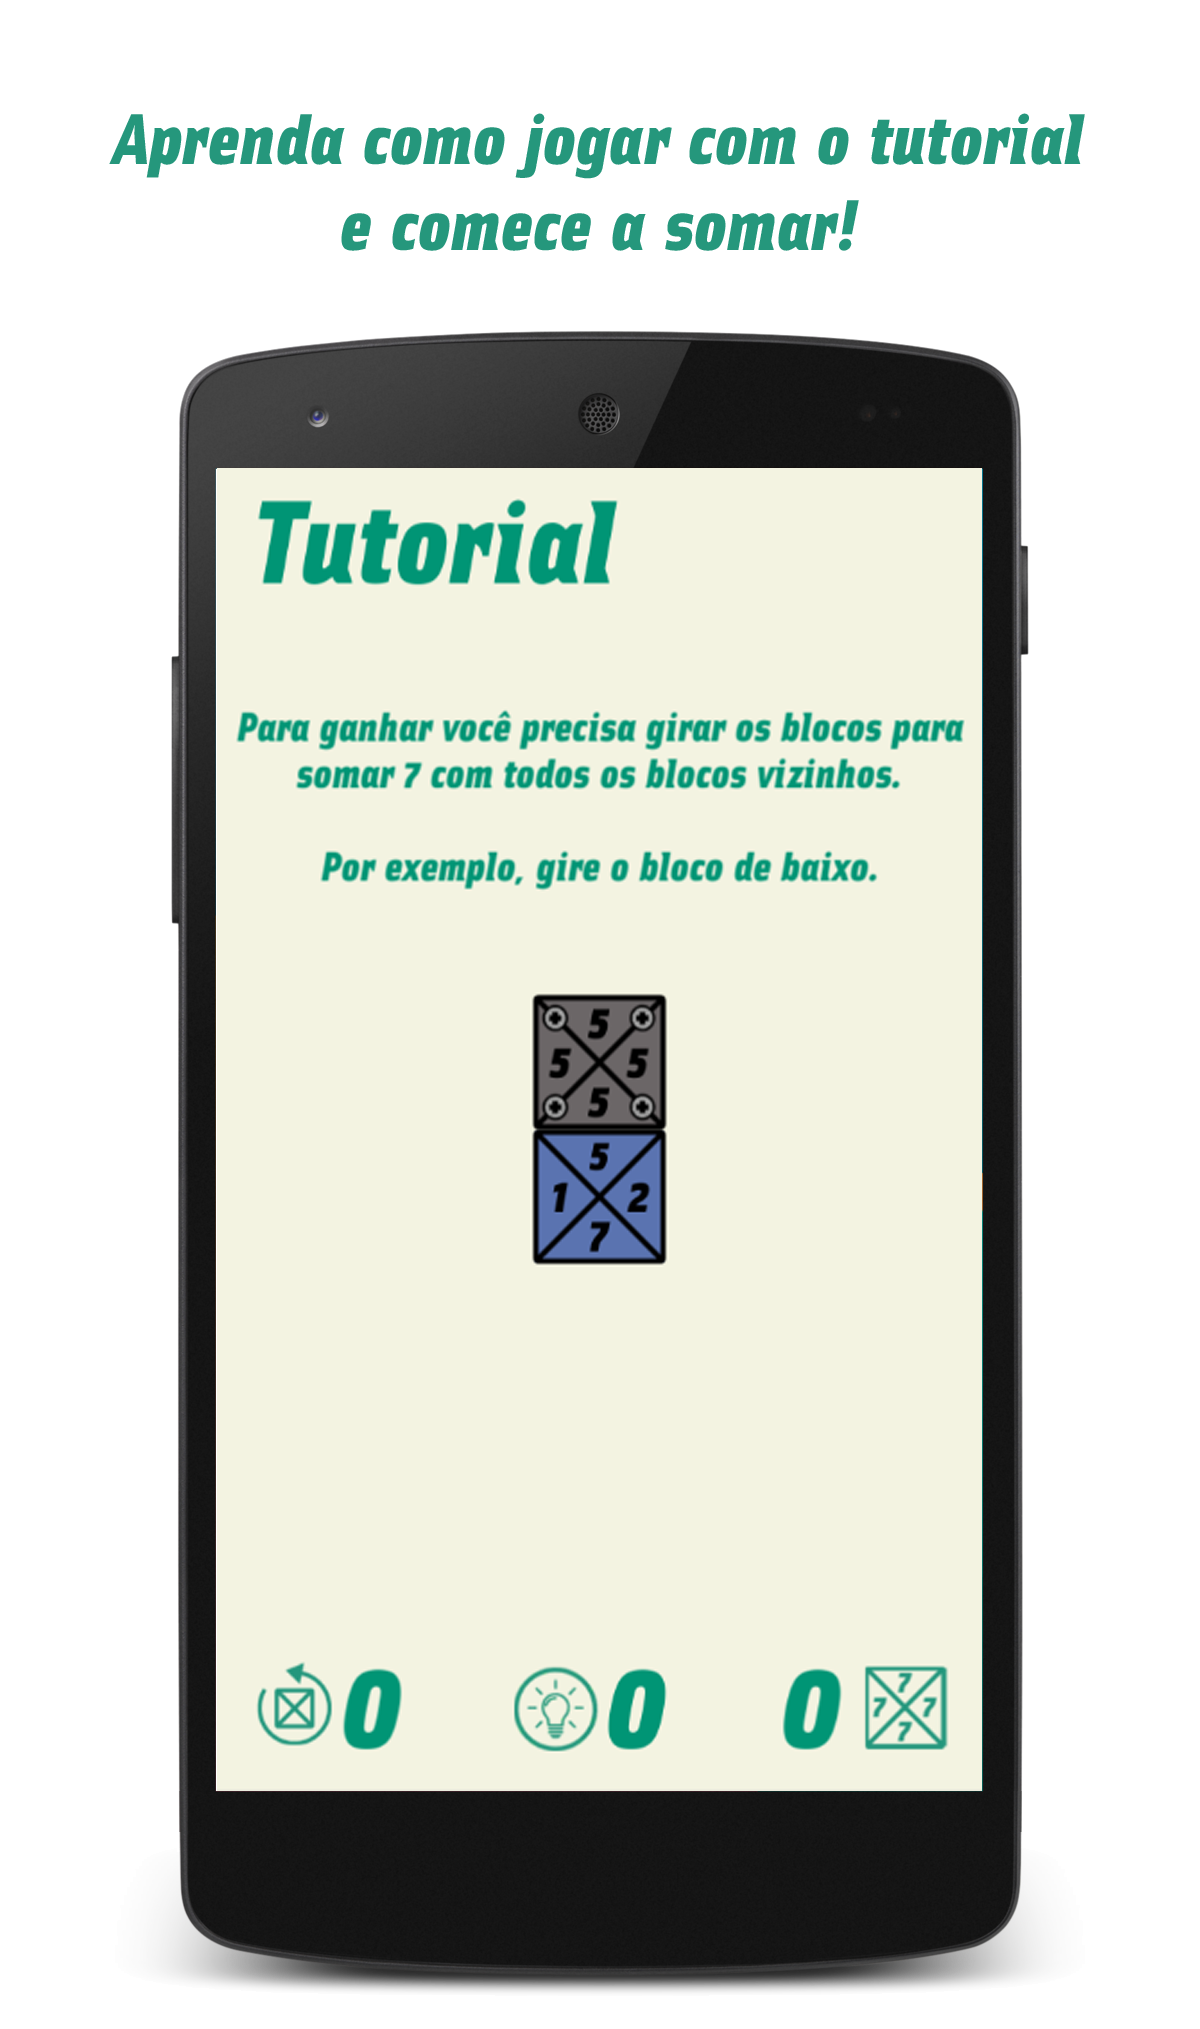 Aprenda como jogar com o tutorial
e comece a somar!
Tutorial
Para ganhar você precisa girar os blocos para
somar 7 com todos os blocos vizinhos.
Por exemplo, gire o bloco de baixo.
5
5 5
5
5
1 2
7
0 0 0
7
7 7
7